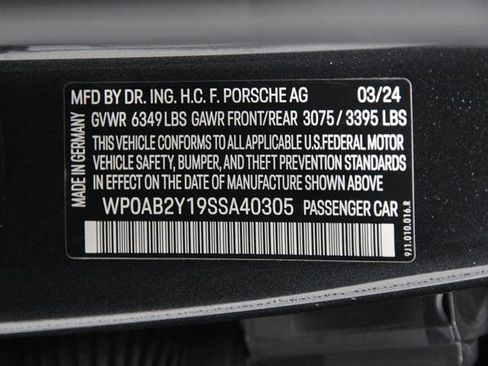 MFD BY DR. ING. H.C. F. PORSCHE AG 03/24
GVWR 6349 LBS GAWR FRONT/REAR 3075 / 3395 LBS
THIS VEHICLE CONFORMS TO ALL APPLICABLE U.S.FEDERAL MOTOR
VEHICLE SAFETY, BUMPER, AND THEFT PREVENTION STANDARDS
IN EFFECT ON THE DATE OF MANUFACTURE SHOWN ABOVE
WP0AB2Y19SSA40305 PASSENGER CAR
MADE IN GERMANY
9J1.010.016.R